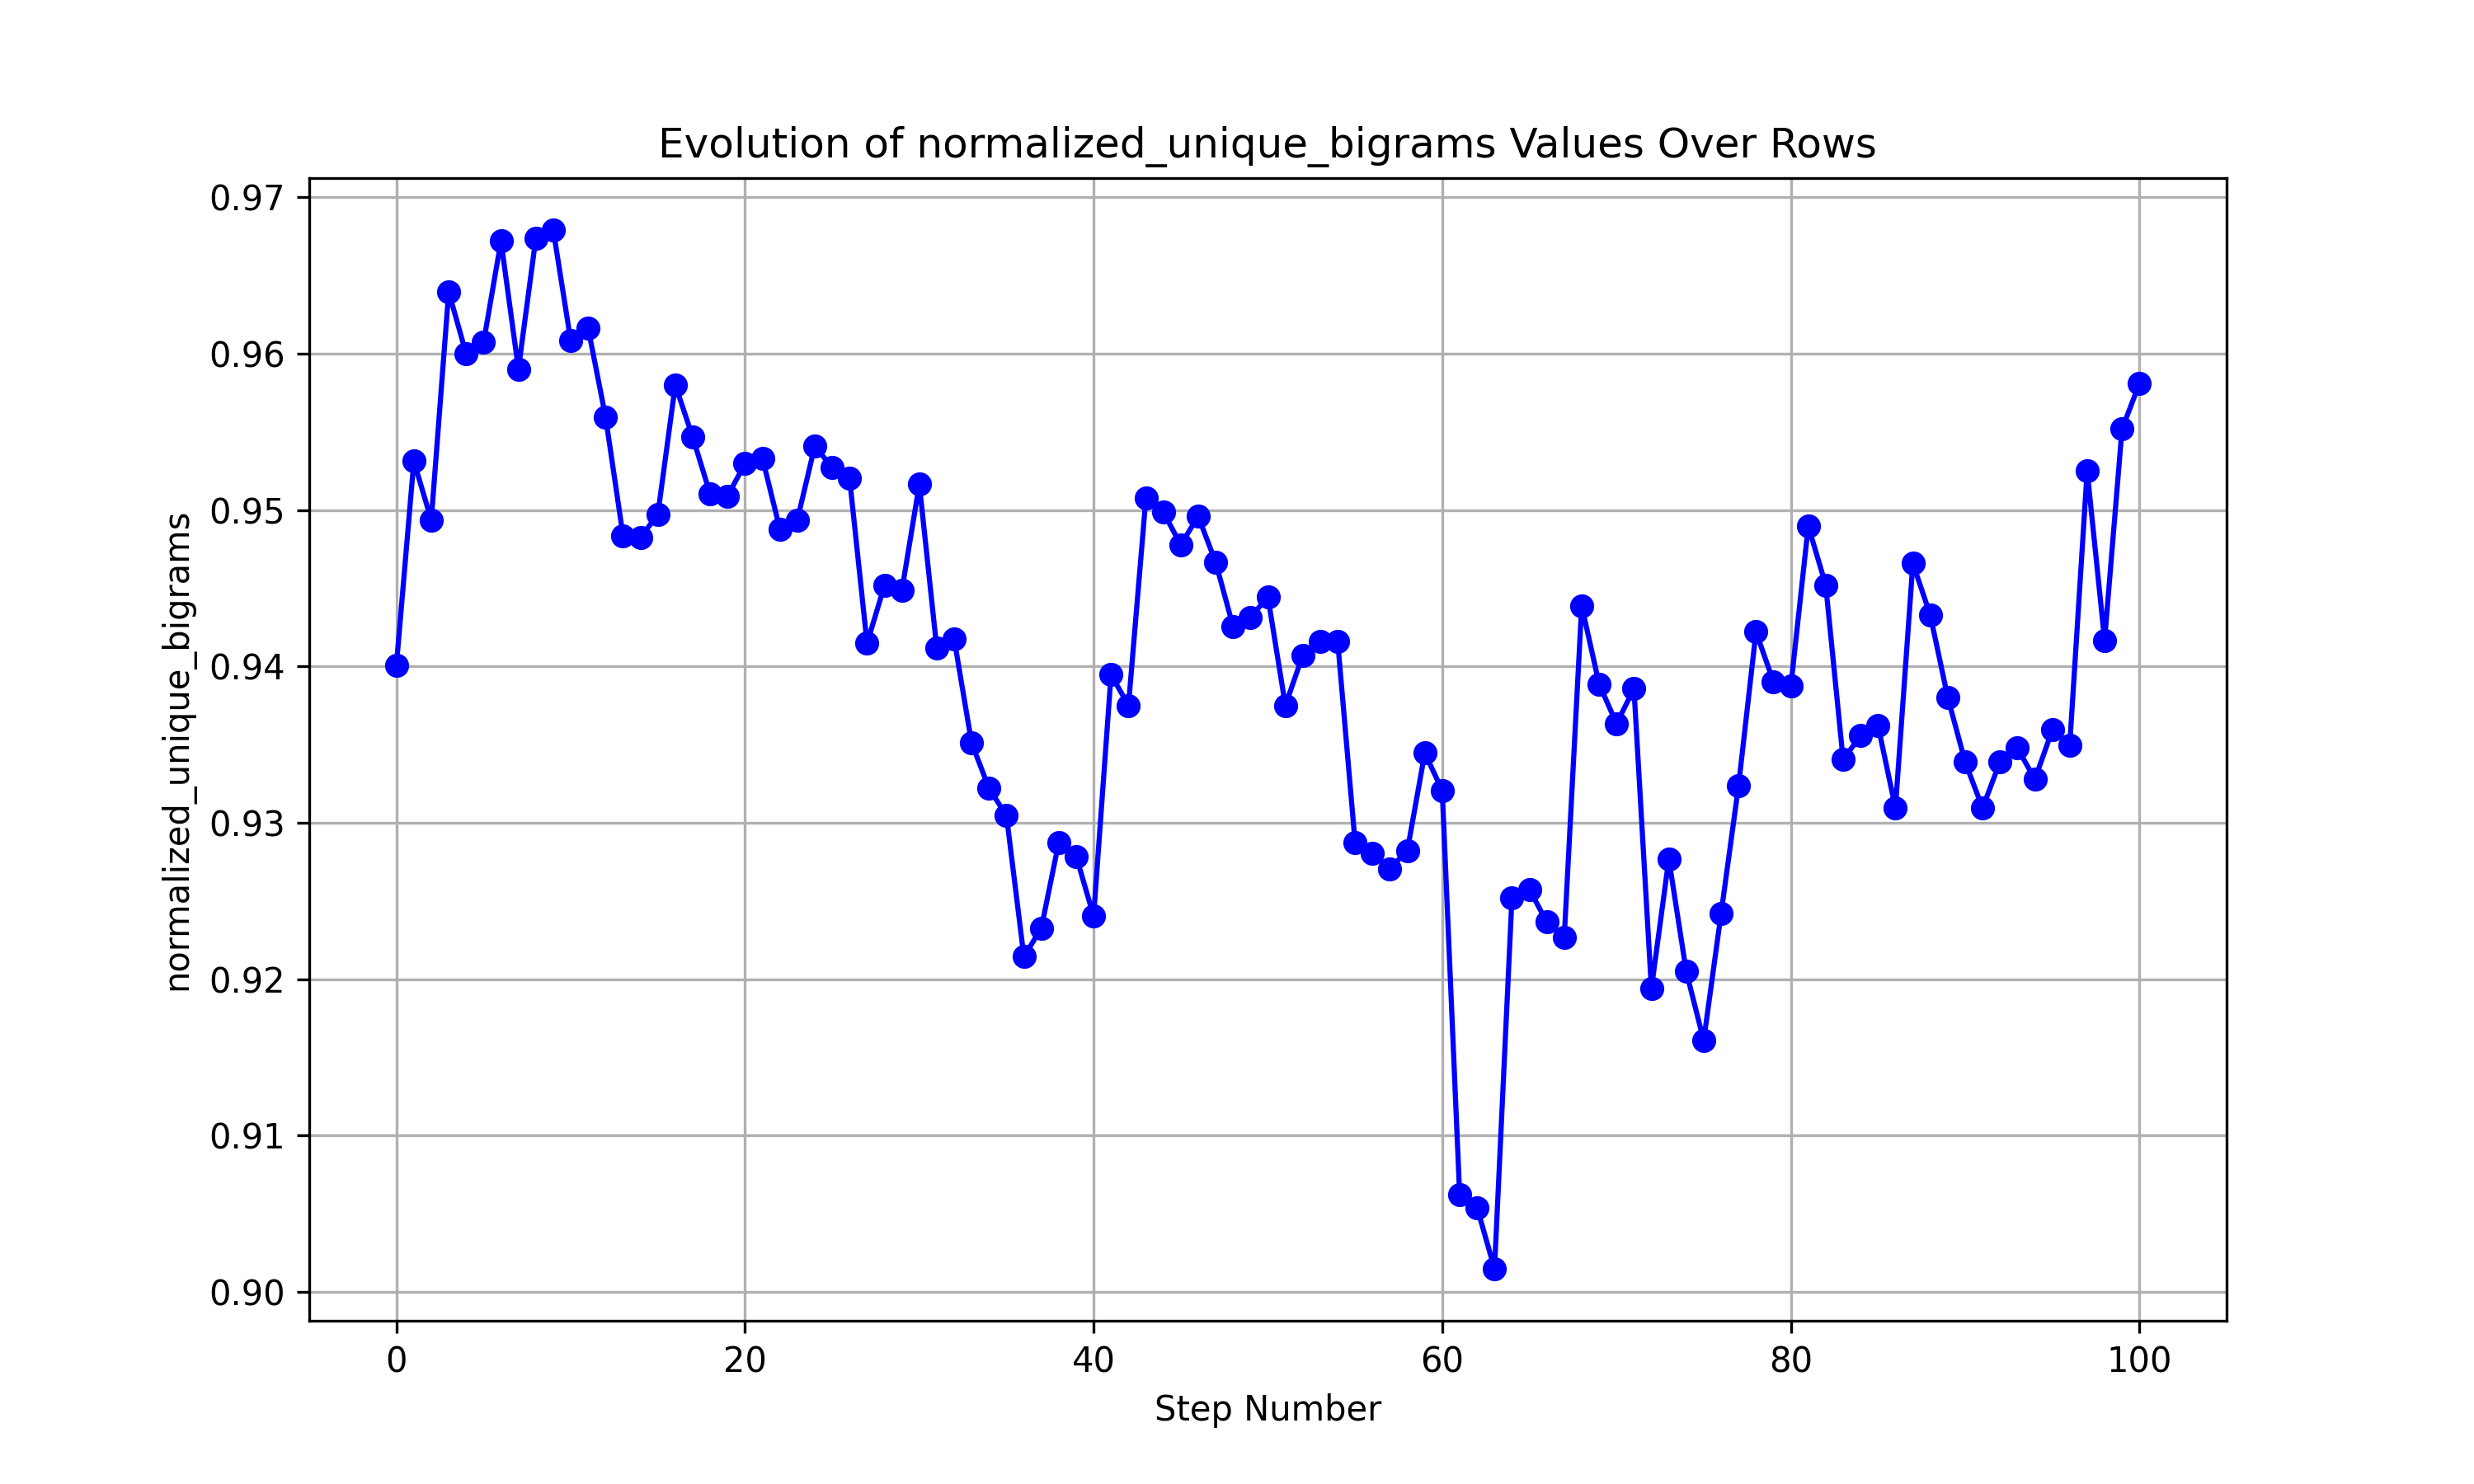 Evolution of normalized_unique_bigrams Values Over Rows
normalized_unique_bigrams
0.97
0.96
0.95
0.94
0.93
0.92
0.91
0.90
0 20 40 60 80 100
Step Number